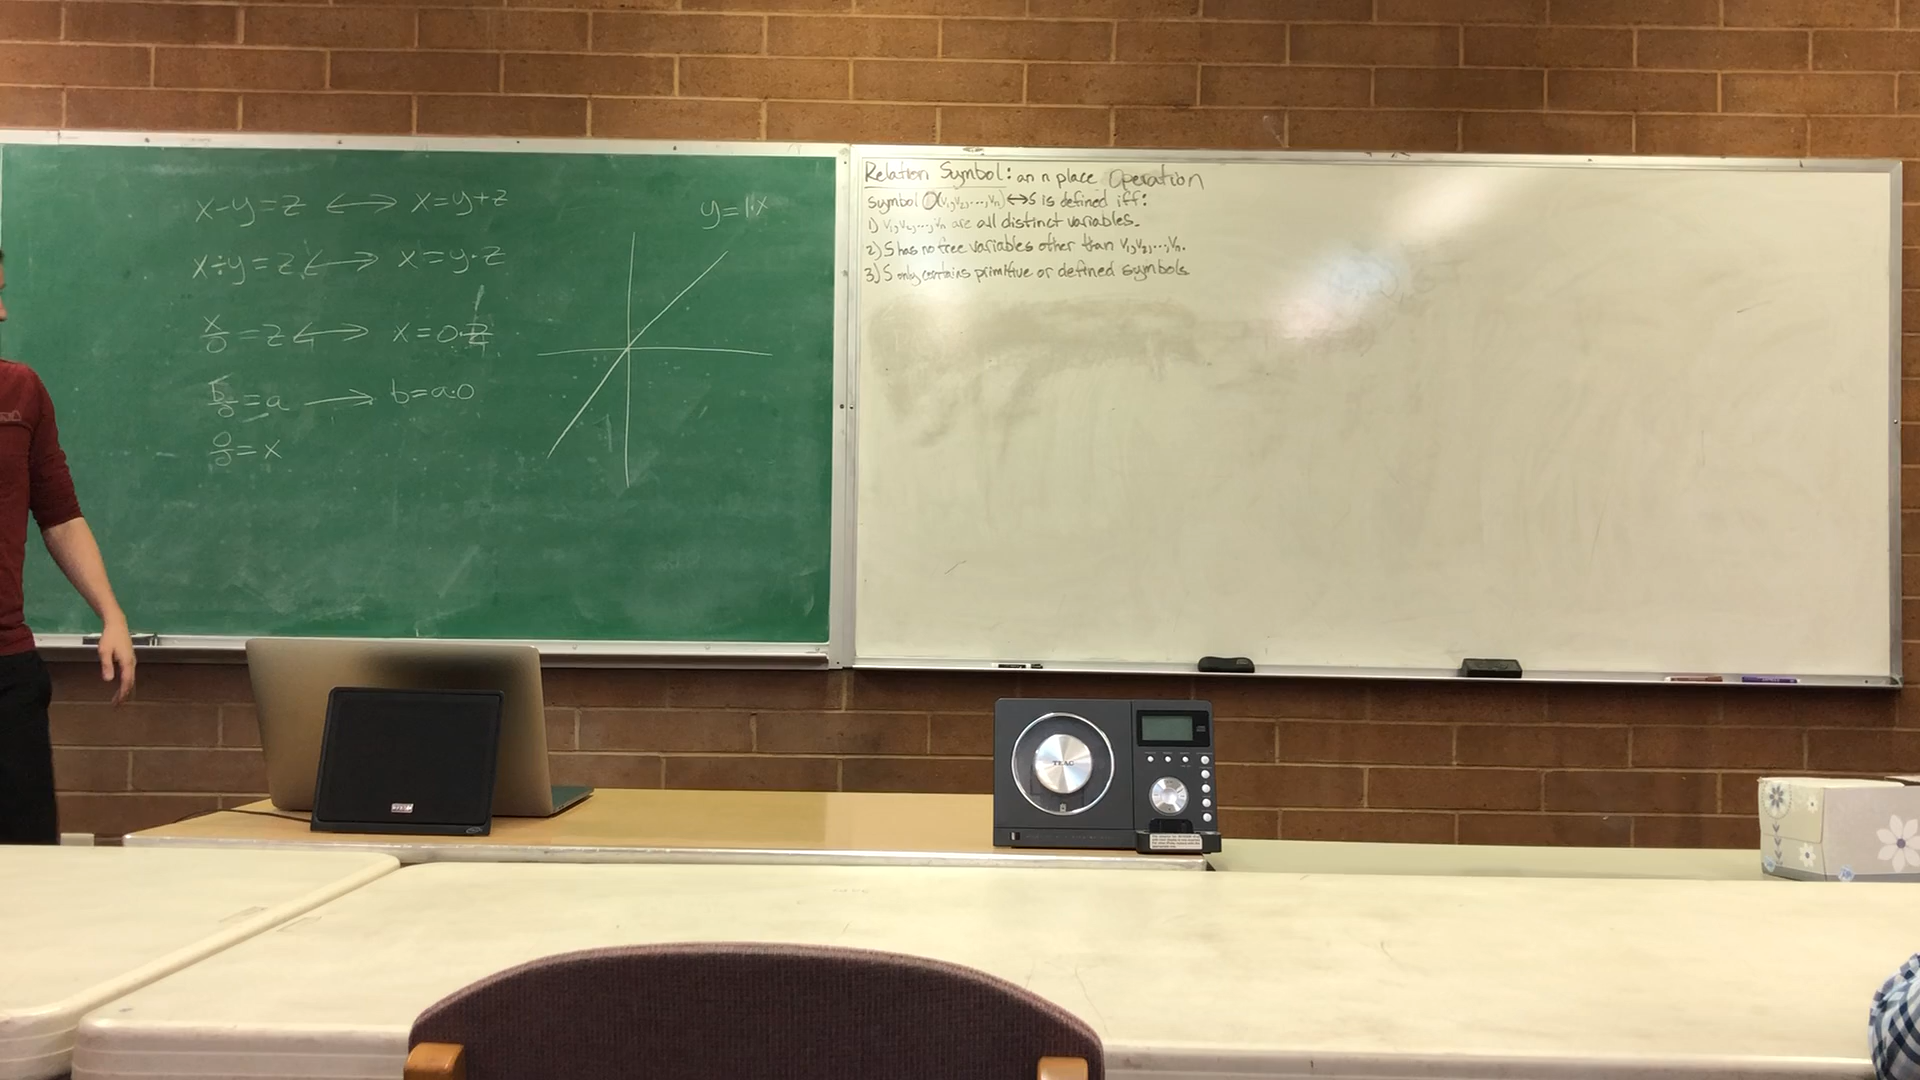 x-y=z ⟷ x=y+z
x÷y=z ⟷ x=y·z
x/0=z ⟷ x=0·z
b/0=a ⟶ b=a·0
0/0=x
y=1·x
Relation Symbol: an n place Operation
symbol O(v₁,v₂,...,vₙ)↔S is defined iff:
1) v₁,v₂,...,vₙ are all distinct variables.
2) S has no free variables other than v₁,v₂,...,vₙ.
3) S only contains primitive or defined symbols
TEAC